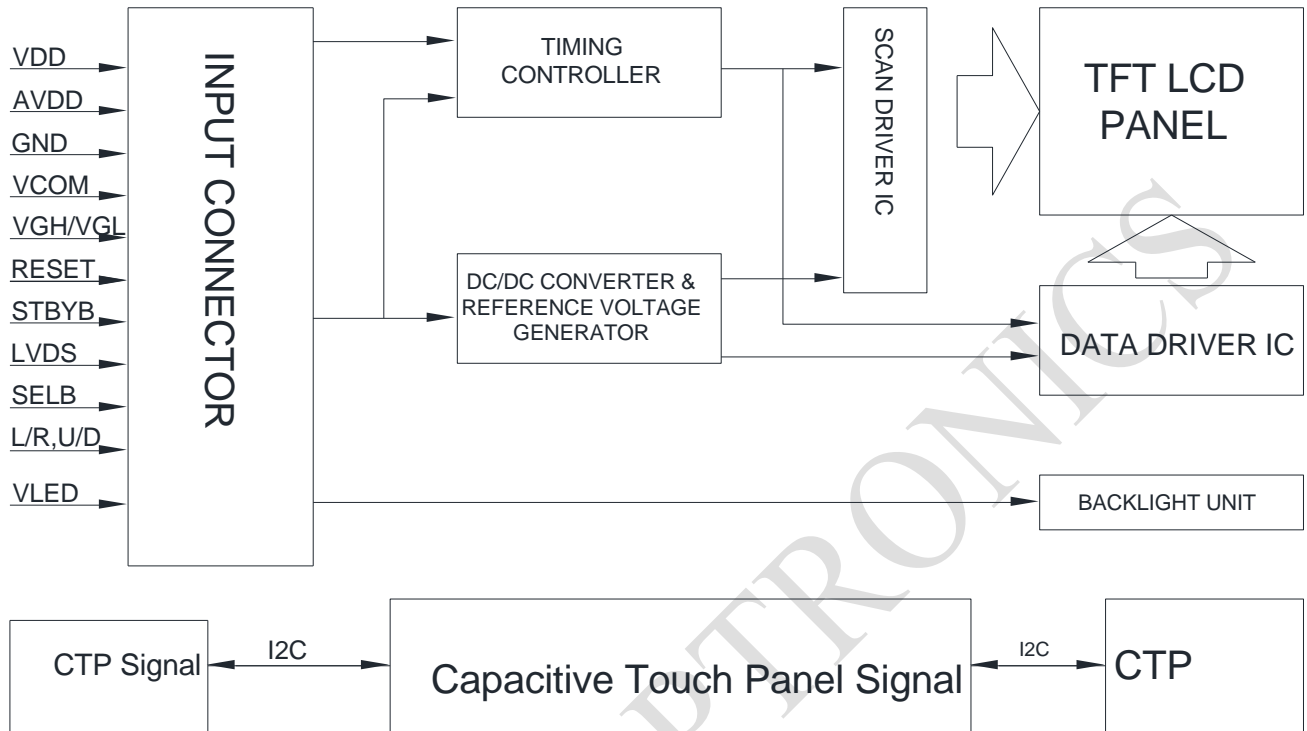 VDD
AVDD
GND
VCOM
VGH/VGL
RESET
STBYB
LVDS
SELB
L/R,U/D
VLED
INPUT CONNECTOR
TIMING
CONTROLLER
DC/DC CONVERTER &
REFERENCE VOLTAGE
GENERATOR
SCAN DRIVER IC
TFT LCD
PANEL
DATA DRIVER IC
BACKLIGHT UNIT
CTP Signal
I2C
Capacitive Touch Panel Signal
I2C
CTP
PTRONICS